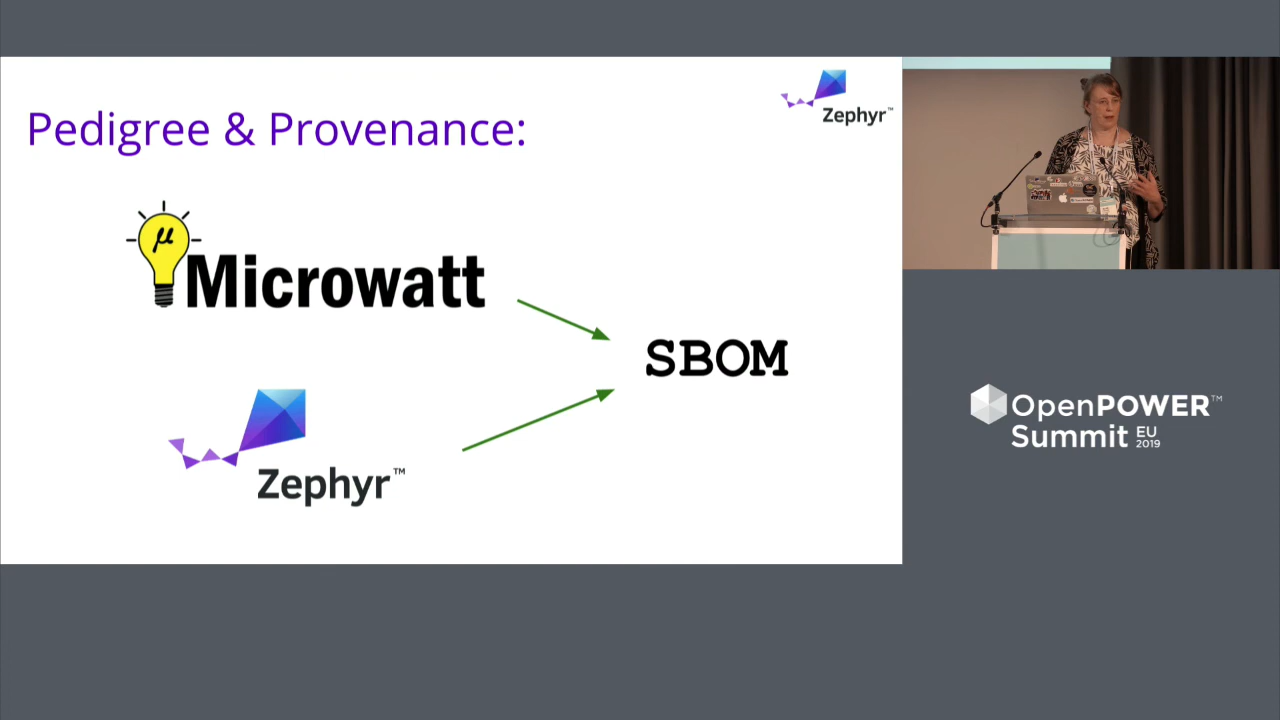 Pedigree & Provenance:
Zephyr™
μ
Microwatt
SBOM
Zephyr™
OpenPOWER™
Summit EU
2019